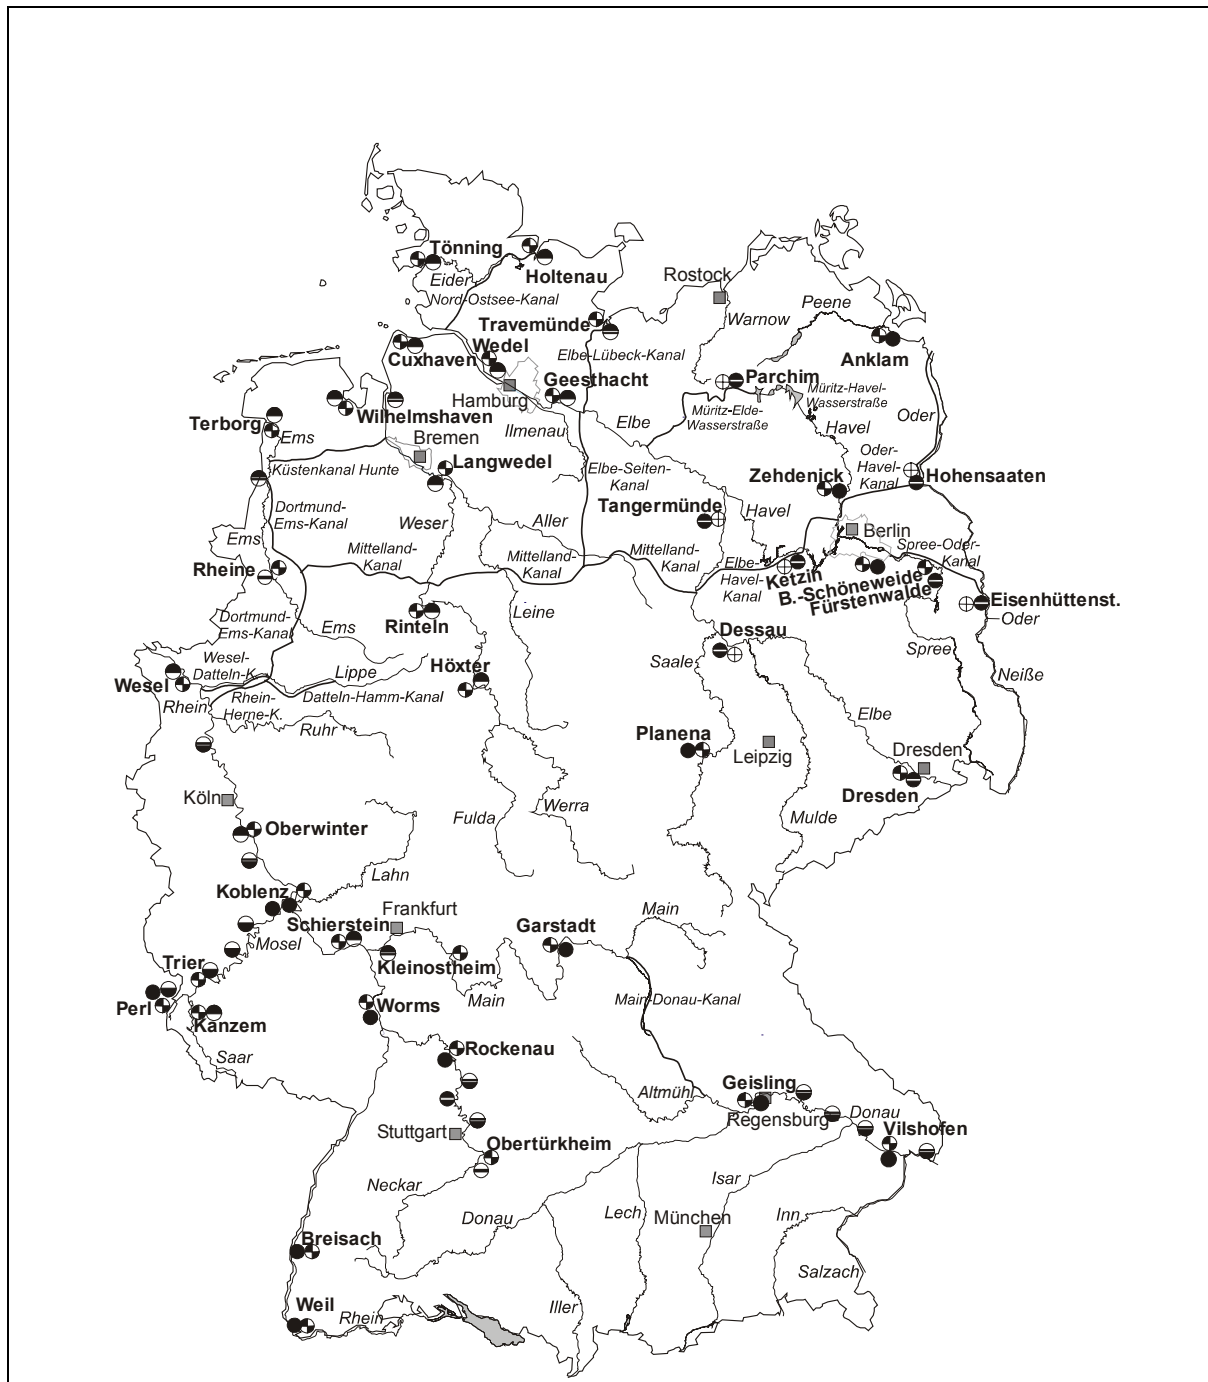 Tönning
Holtenau
Eider
Nord-Ostsee-Kanal
Rostock
Peene
Warnow
Travemünde
Wedel
Cuxhaven
Elbe-Lübeck-Kanal
Anklam
Geesthacht
Parchim
Hamburg
Müritz-Havel-
Wasserstraße
Müritz-Elde-
Wasserstraße
Oder
Wilhelmshaven
Terborg
Ems
Bremen
Ilmenau
Elbe
Havel
Langwedel
Küstenkanal
Hunte
Elbe-Seiten-
Kanal
Oder-
Havel-
Kanal
Hohensaaten
Zehdenick
Tangermünde
Havel
Dortmund-
Ems-Kanal
Weser
Aller
Berlin
Ems
Mittelland-
Kanal
Mittelland-
Kanal
Mittelland-
Kanal
Elbe-
Havel-
Kanal
Spree-Oder-
Kanal
Rheine
Ketzin
B.-Schöneweide
Fürstenwalde
Eisenhüttenst.
Oder
Dortmund-
Ems-Kanal
Ems
Rinteln
Leine
Dessau
Spree
Wesel-
Datteln-K.
Lippe
Höxter
Saale
Neiße
Wesel
Rhein
Rhein-
Herne-K.
Datteln-Hamm-Kanal
Ruhr
Elbe
Planena
Leipzig
Dresden
Dresden
Köln
Werra
Fulda
Mulde
Oberwinter
Lahn
Koblenz
Frankfurt
Main
Schierstein
Garstadt
Mosel
Trier
Kleinostheim
Main
Main-Donau-Kanal
Perl
Kanzem
Worms
Saar
Rockenau
Altmühl
Geisling
Regensburg
Donau
Vilshofen
Stuttgart
Obertürkheim
Neckar
Isar
Donau
Lech
München
Inn
Breisach
Salzach
Weil
Rhein
Iller